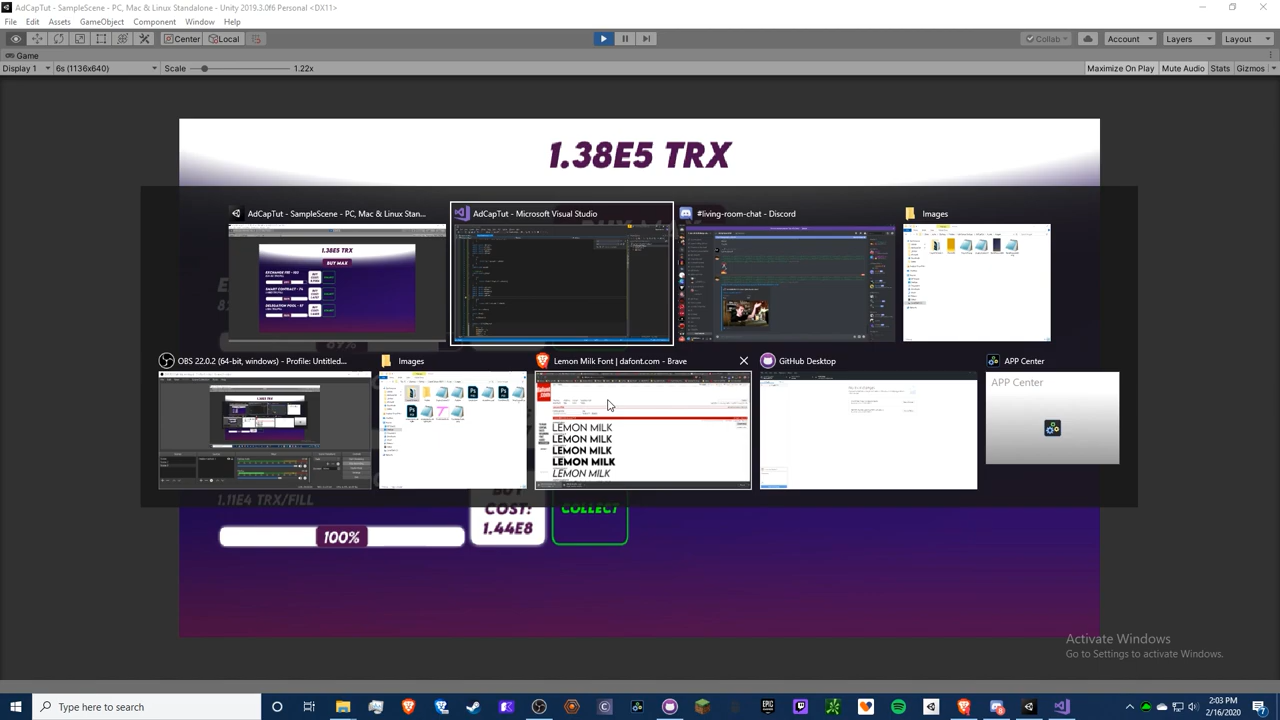 AdCapTut - SampleScene - PC, Mac & Linux Standalone - Unity 2019.3.0f6 Personal <DX11>
File Edit Assets GameObject Component Window Help
Center Local Collab Account Layers Layout
Game
Display 1 6s (1136x640) Scale 1.22x Maximize On Play Mute Audio Stats Gizmos
1.38E5 TRX
AdCapTut - SampleScene - PC, Mac & Linux Stan...
AdCapTut - Microsoft Visual Studio
#living-room-chat - Discord
Images
1.38E5 TRX
BUY MAX
OBS 22.0.2 (64-bit, windows) - Profile: Untitled...
Images
Lemon Milk Font | dafont.com - Brave
GitHub Desktop
APP Center
APP Center
LEMON MILK
LEMON MILK
LEMON MILK
LEMON MILK
LEMON MILK
1.11E4 TRX/FILL
BUY
COST:
1.44E8
COLLECT
100%
Activate Windows
Go to Settings to activate Windows.
Type here to search
2:03 PM
2/16/2020